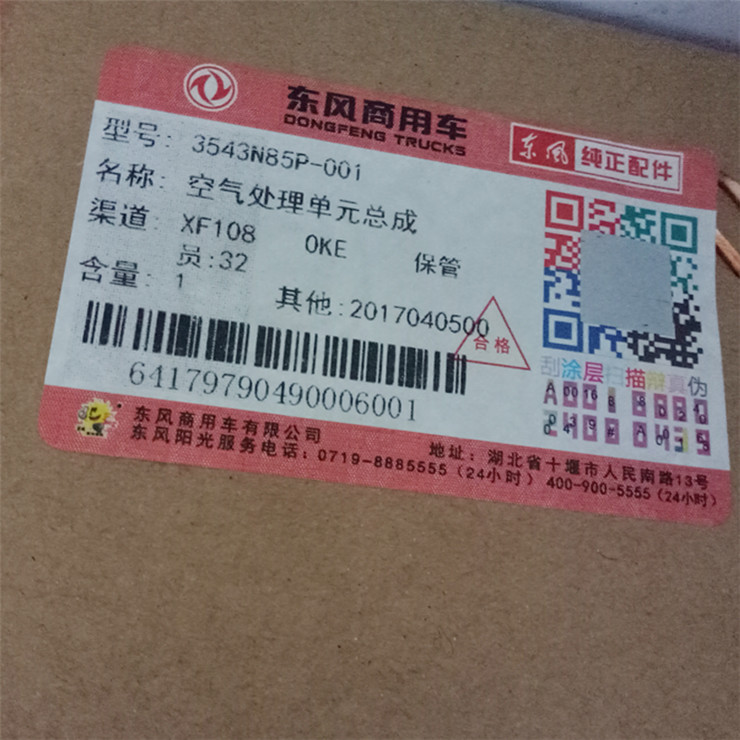 东风商用车
DONGFENG TRUCKS
东风 纯正配件
型号: 3543N85P-001
名称: 空气处理单元总成
渠道: XF108 OKE 保管
员:32
含量: 1 其他:2017040500
合格
64179790490006001
刮涂层扫描辩真伪
东风商用车有限公司 地址: 湖北省十堰市人民南路13号
东风阳光服务电话: 0719-8885555 (24小时) 400-900-5555 (24小时)